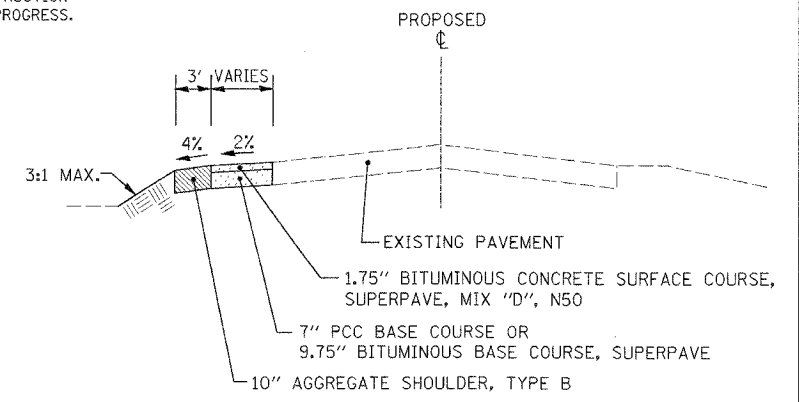 PROGRESS.
PROPOSED
℄
3' VARIES
4% 2%
3:1 MAX.
EXISTING PAVEMENT
1.75" BITUMINOUS CONCRETE SURFACE COURSE,
SUPERPAVE, MIX "D", N50
7" PCC BASE COURSE OR
9.75" BITUMINOUS BASE COURSE, SUPERPAVE
10" AGGREGATE SHOULDER, TYPE B